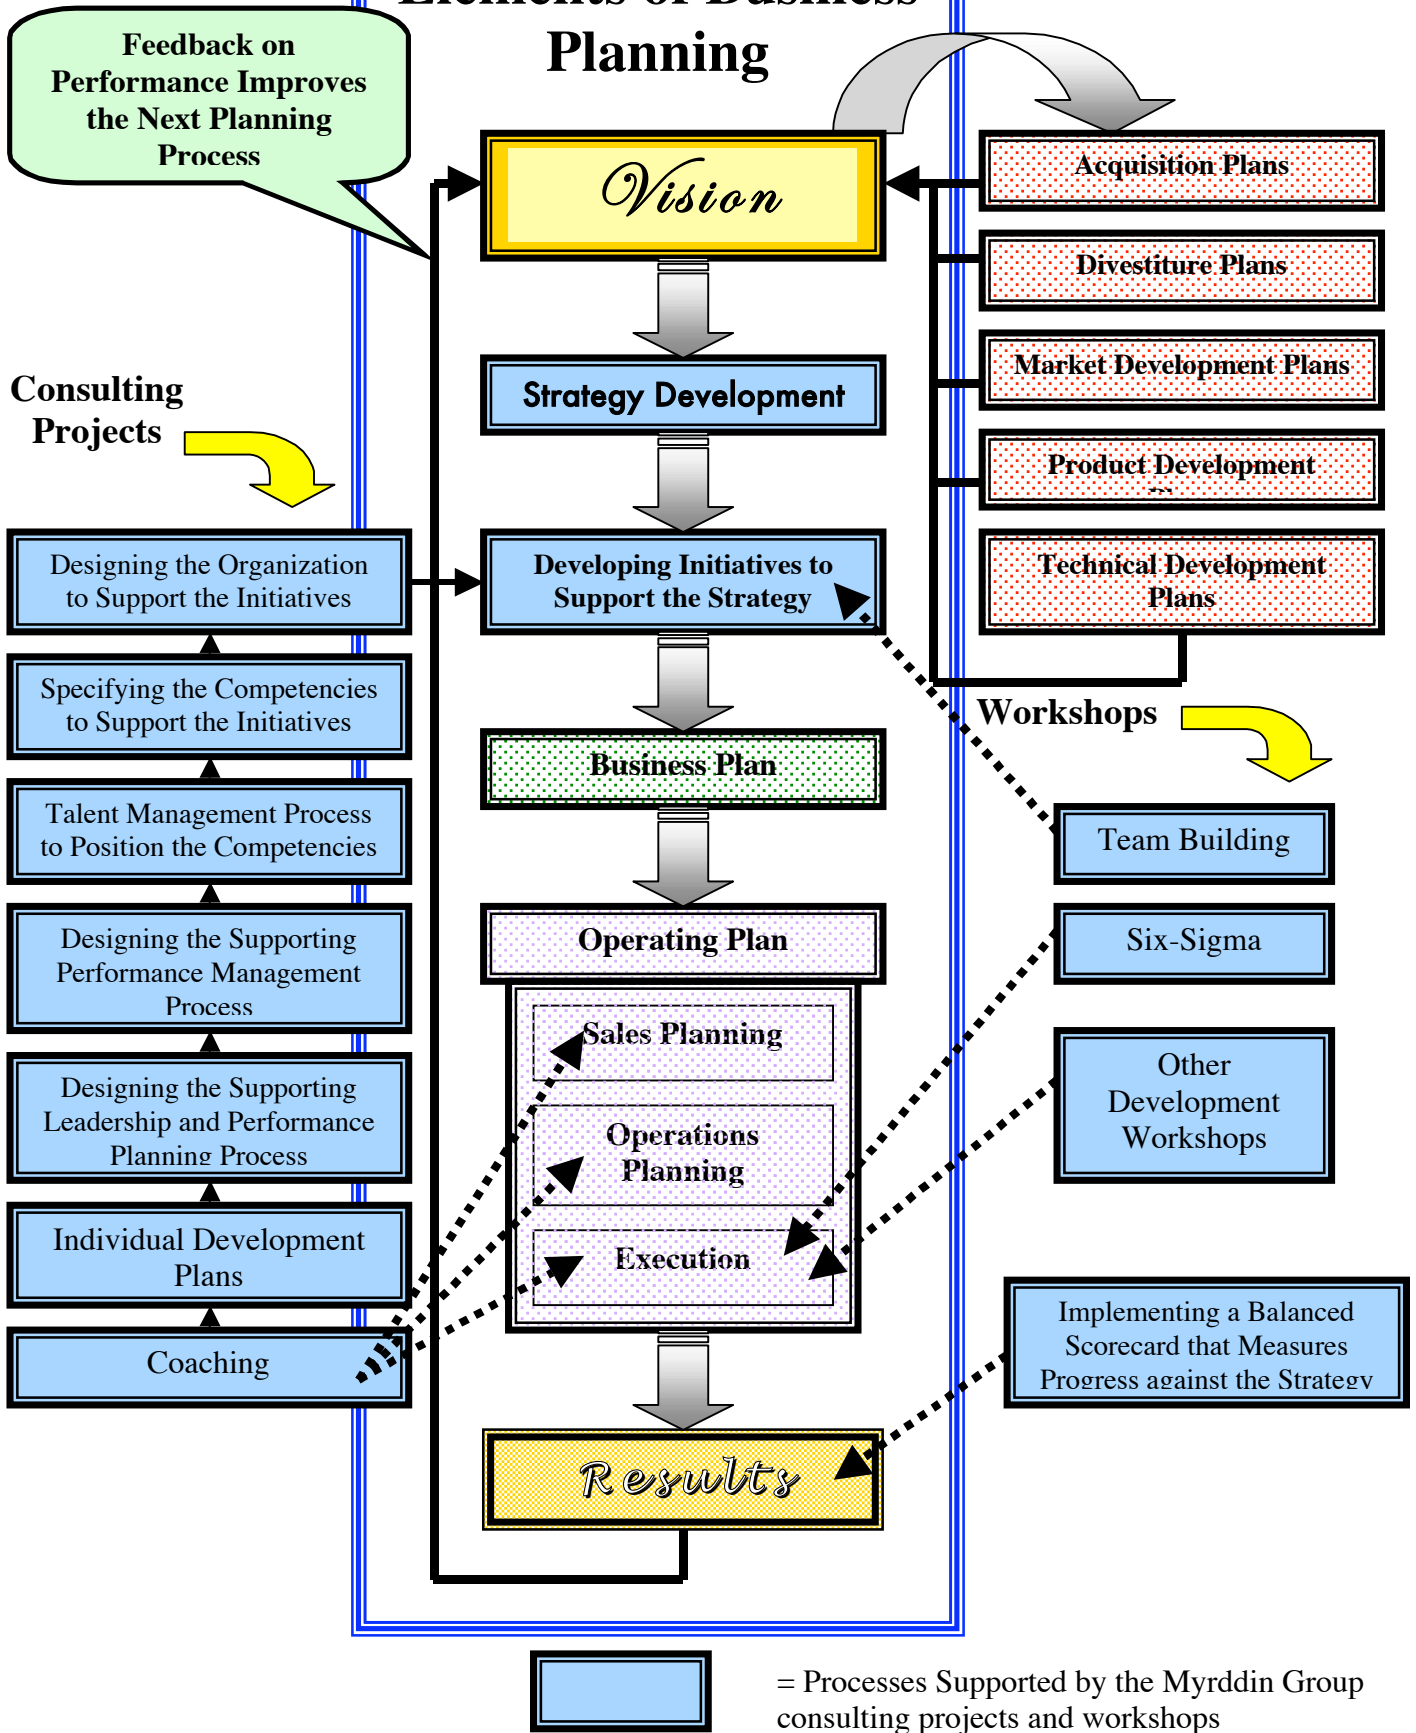 Elements of Business
Planning
Feedback on
Performance Improves
the Next Planning
Process
Vision
Acquisition Plans
Divestiture Plans
Market Development Plans
Product Development
Technical Development
Plans
Strategy Development
Consulting
Projects
Developing Initiatives to
Support the Strategy
Designing the Organization
to Support the Initiatives
Specifying the Competencies
to Support the Initiatives
Talent Management Process
to Position the Competencies
Designing the Supporting
Performance Management
Process
Designing the Supporting
Leadership and Performance
Planning Process
Individual Development
Plans
Coaching
Business Plan
Operating Plan
Sales Planning
Operations
Planning
Execution
Results
Workshops
Team Building
Six-Sigma
Other
Development
Workshops
Implementing a Balanced
Scorecard that Measures
Progress against the Strategy
= Processes Supported by the Myrddin Group
consulting projects and workshops